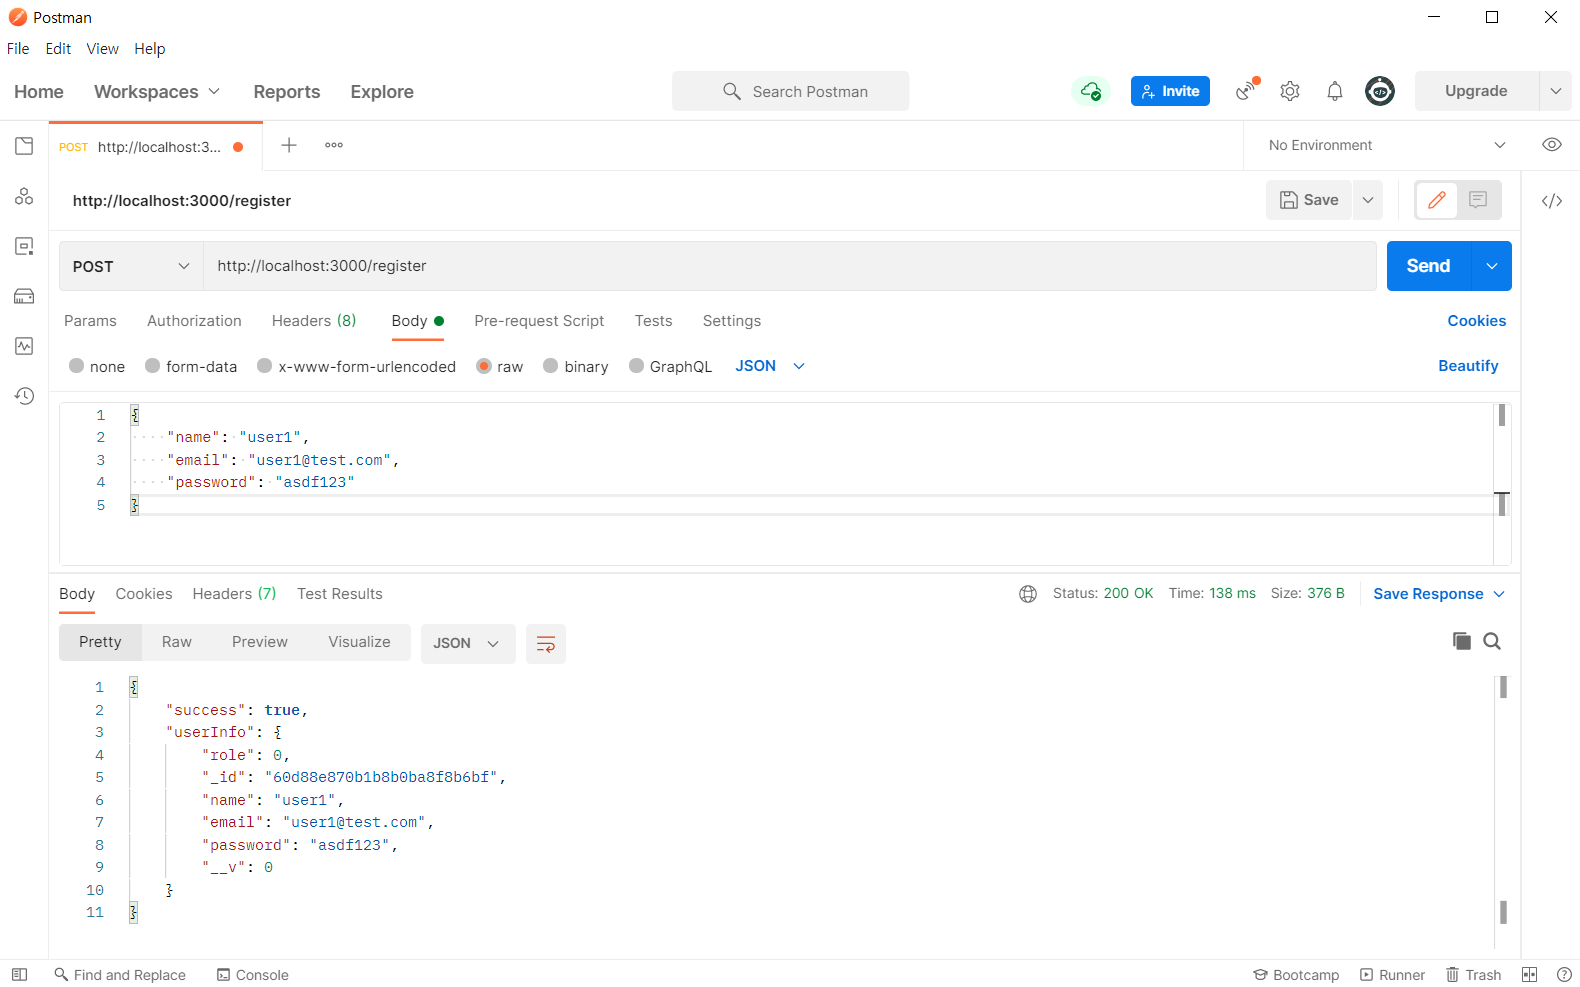 Postman
File Edit View Help
Home Workspaces Reports Explore Search Postman Invite Upgrade
POST http://localhost:3... No Environment
http://localhost:3000/register Save
POST http://localhost:3000/register Send
Params Authorization Headers (8) Body Pre-request Script Tests Settings Cookies
none form-data x-www-form-urlencoded raw binary GraphQL JSON Beautify
1 {
2 "name": "user1",
3 "email": "user1@test.com",
4 "password": "asdf123"
5 }
Body Cookies Headers (7) Test Results Status: 200 OK Time: 138 ms Size: 376 B Save Response
Pretty Raw Preview Visualize JSON
1 {
2 "success": true,
3 "userInfo": {
4 "role": 0,
5 "_id": "60d88e870b1b8b0ba8f8b6bf",
6 "name": "user1",
7 "email": "user1@test.com",
8 "password": "asdf123",
9 "__v": 0
10 }
11 }
Find and Replace Console Bootcamp Runner Trash